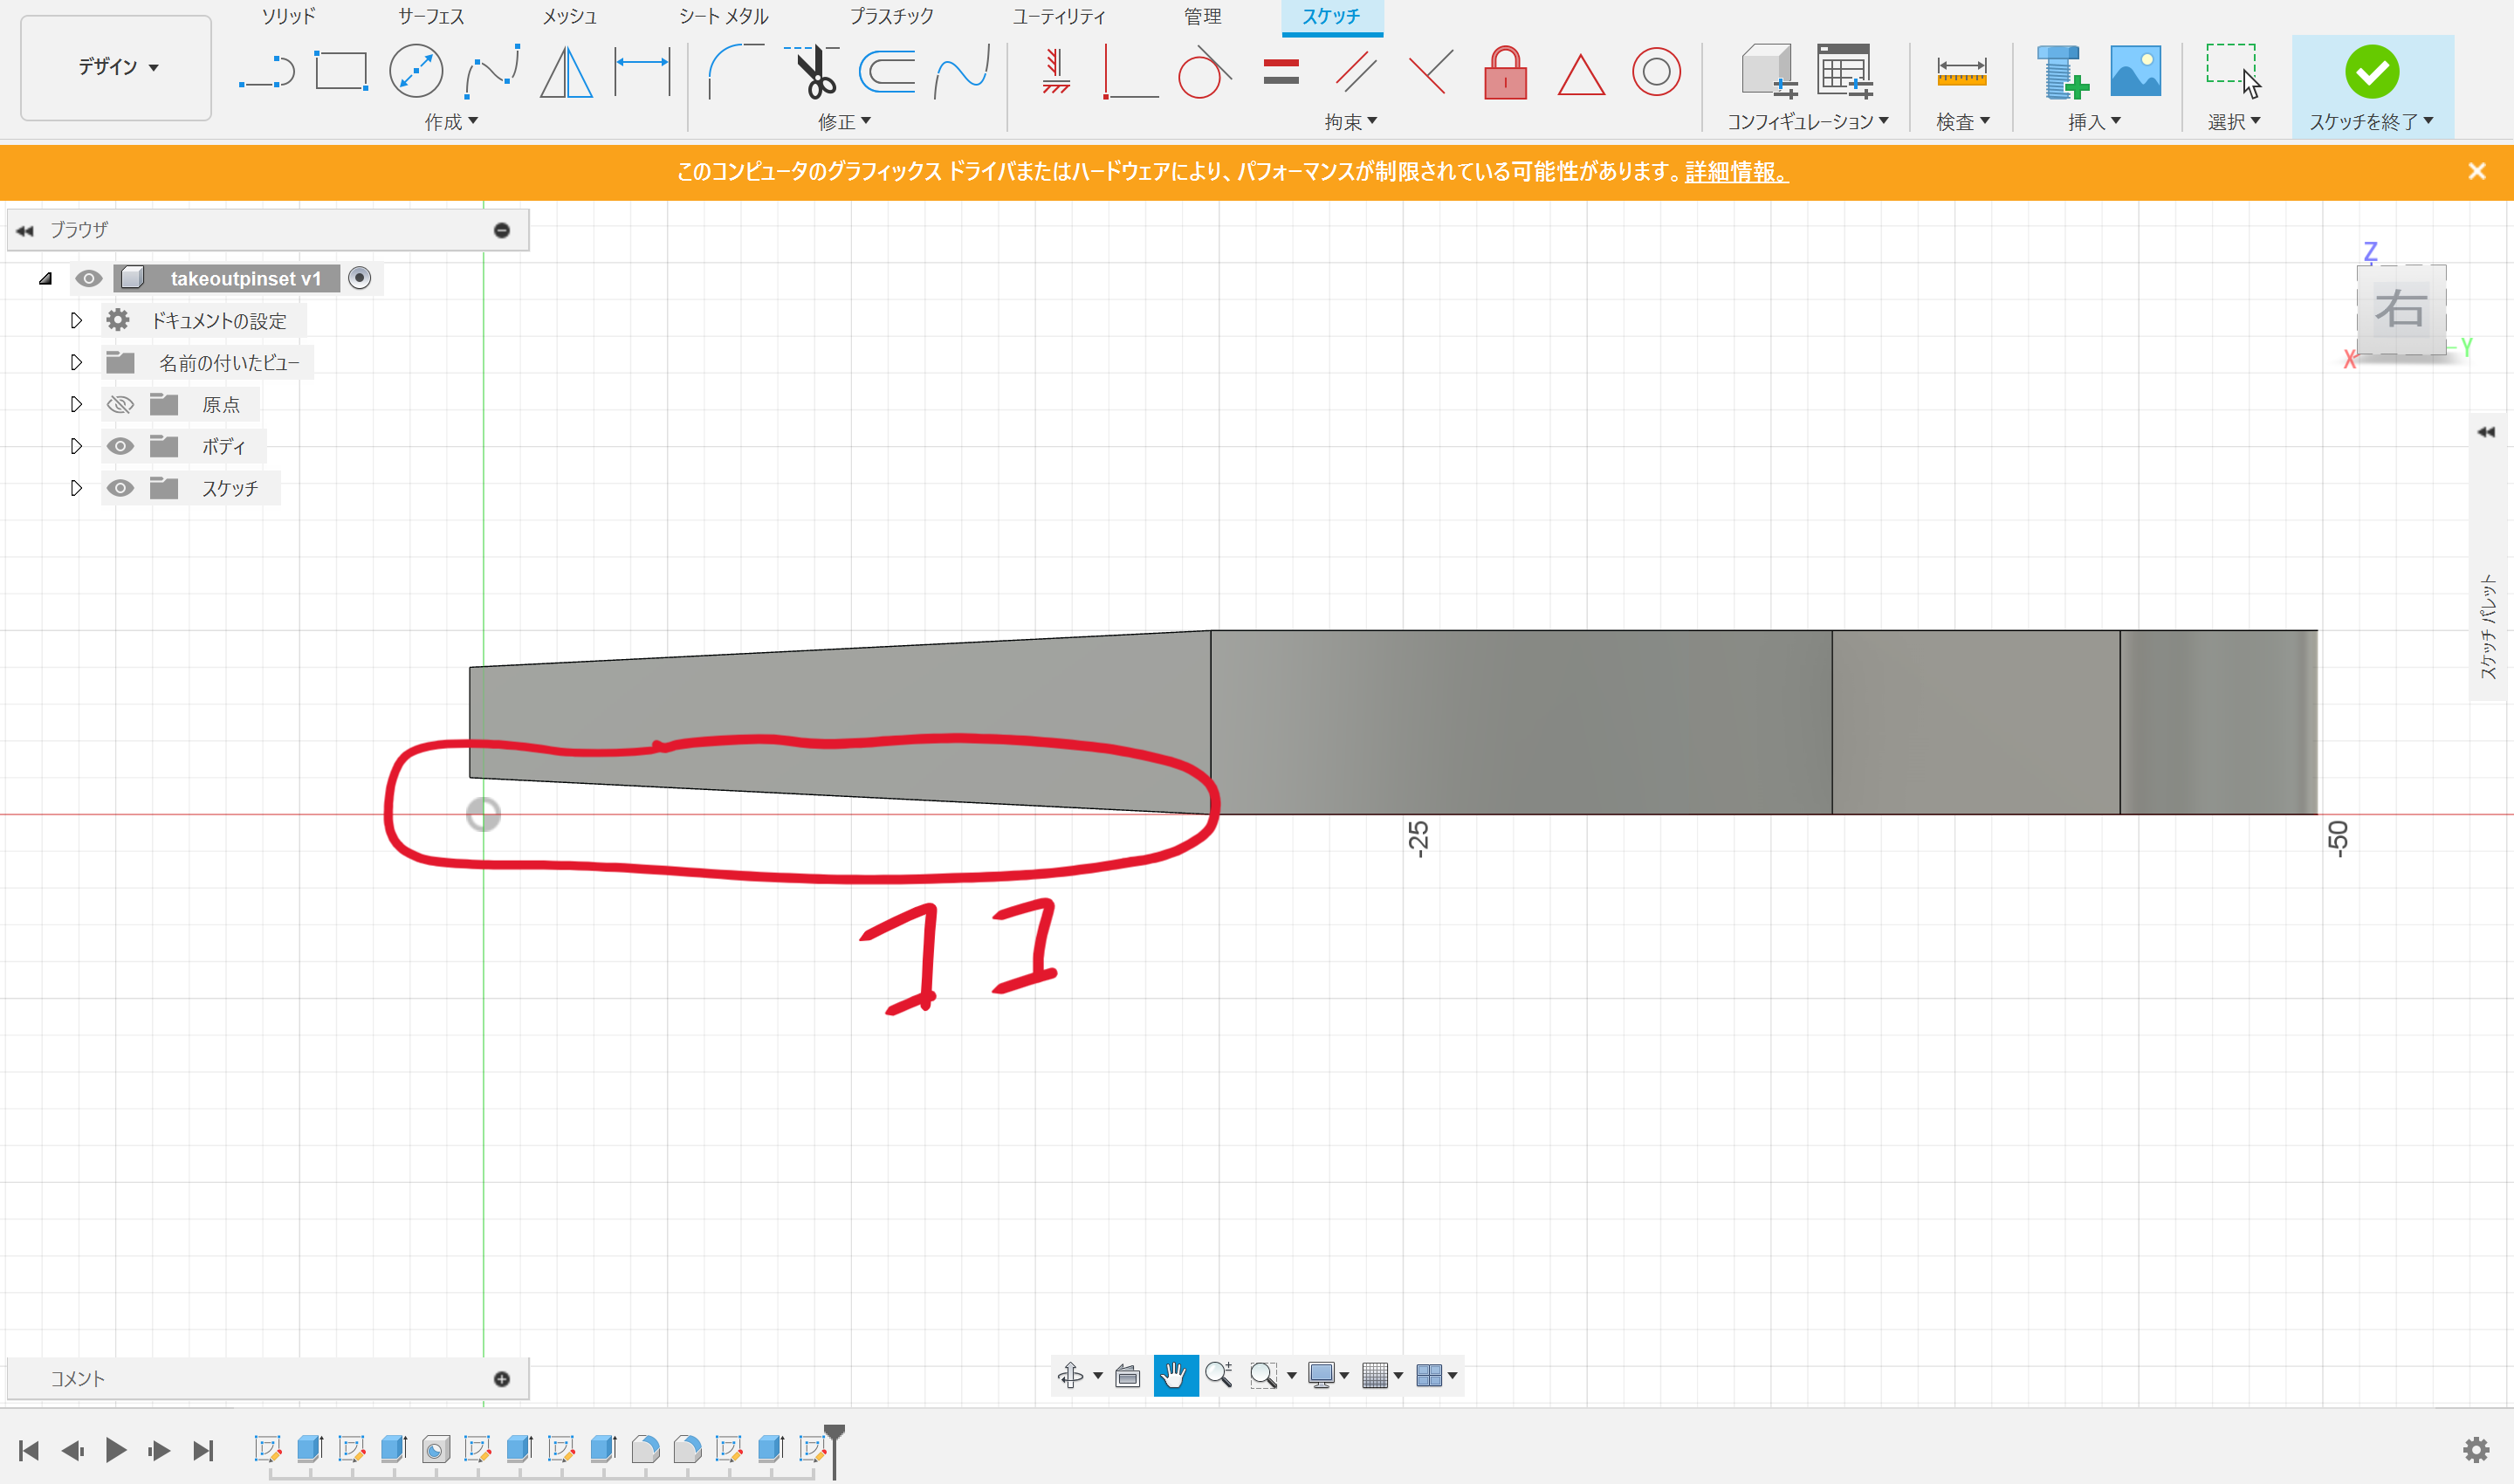 ソリッド サーフェス メッシュ シート メタル プラスチック ユーティリティ 管理 スケッチ
デザイン
作成 修正 拘束 コンフィギュレーション 検査 挿入 選択 スケッチを終了
このコンピュータのグラフィックス ドライバまたはハードウェアにより、パフォーマンスが制限されている可能性があります。詳細情報。
ブラウザ
takeoutpinset v1
ドキュメントの設定
名前の付いたビュー
原点
ボディ
スケッチ
Z
右
X
Y
スケッチ パレット
-25
-50
ココ
コメント